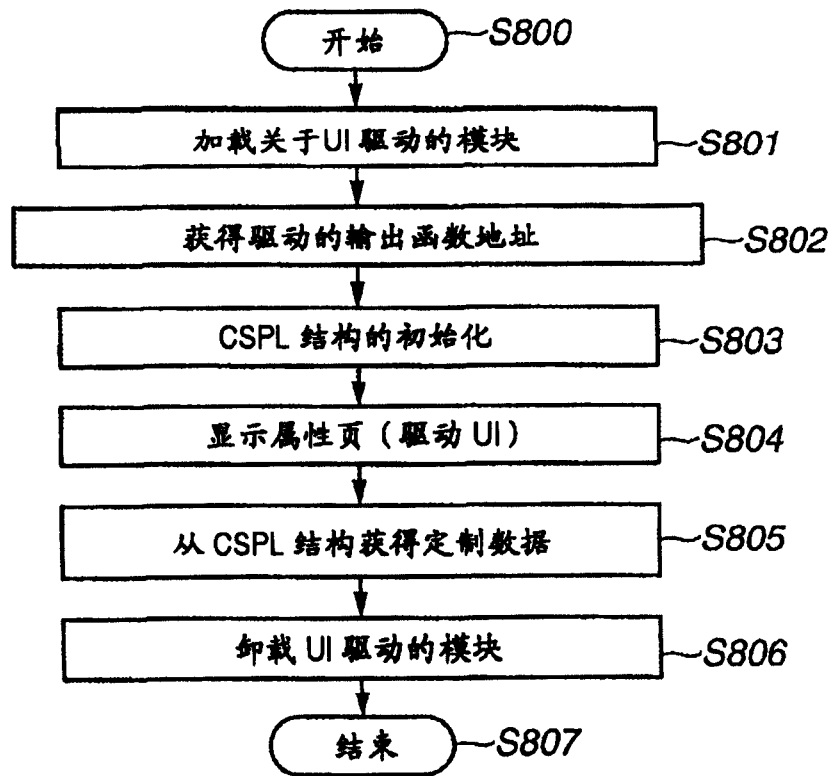 开始 S800
加载关于UI 驱动的模块 S801
获得驱动的输出函数地址 S802
CSPL 结构的初始化 S803
显示属性页（驱动 UI） S804
从 CSPL 结构获得定制数据 S805
卸载 UI 驱动的模块 S806
结束 S807